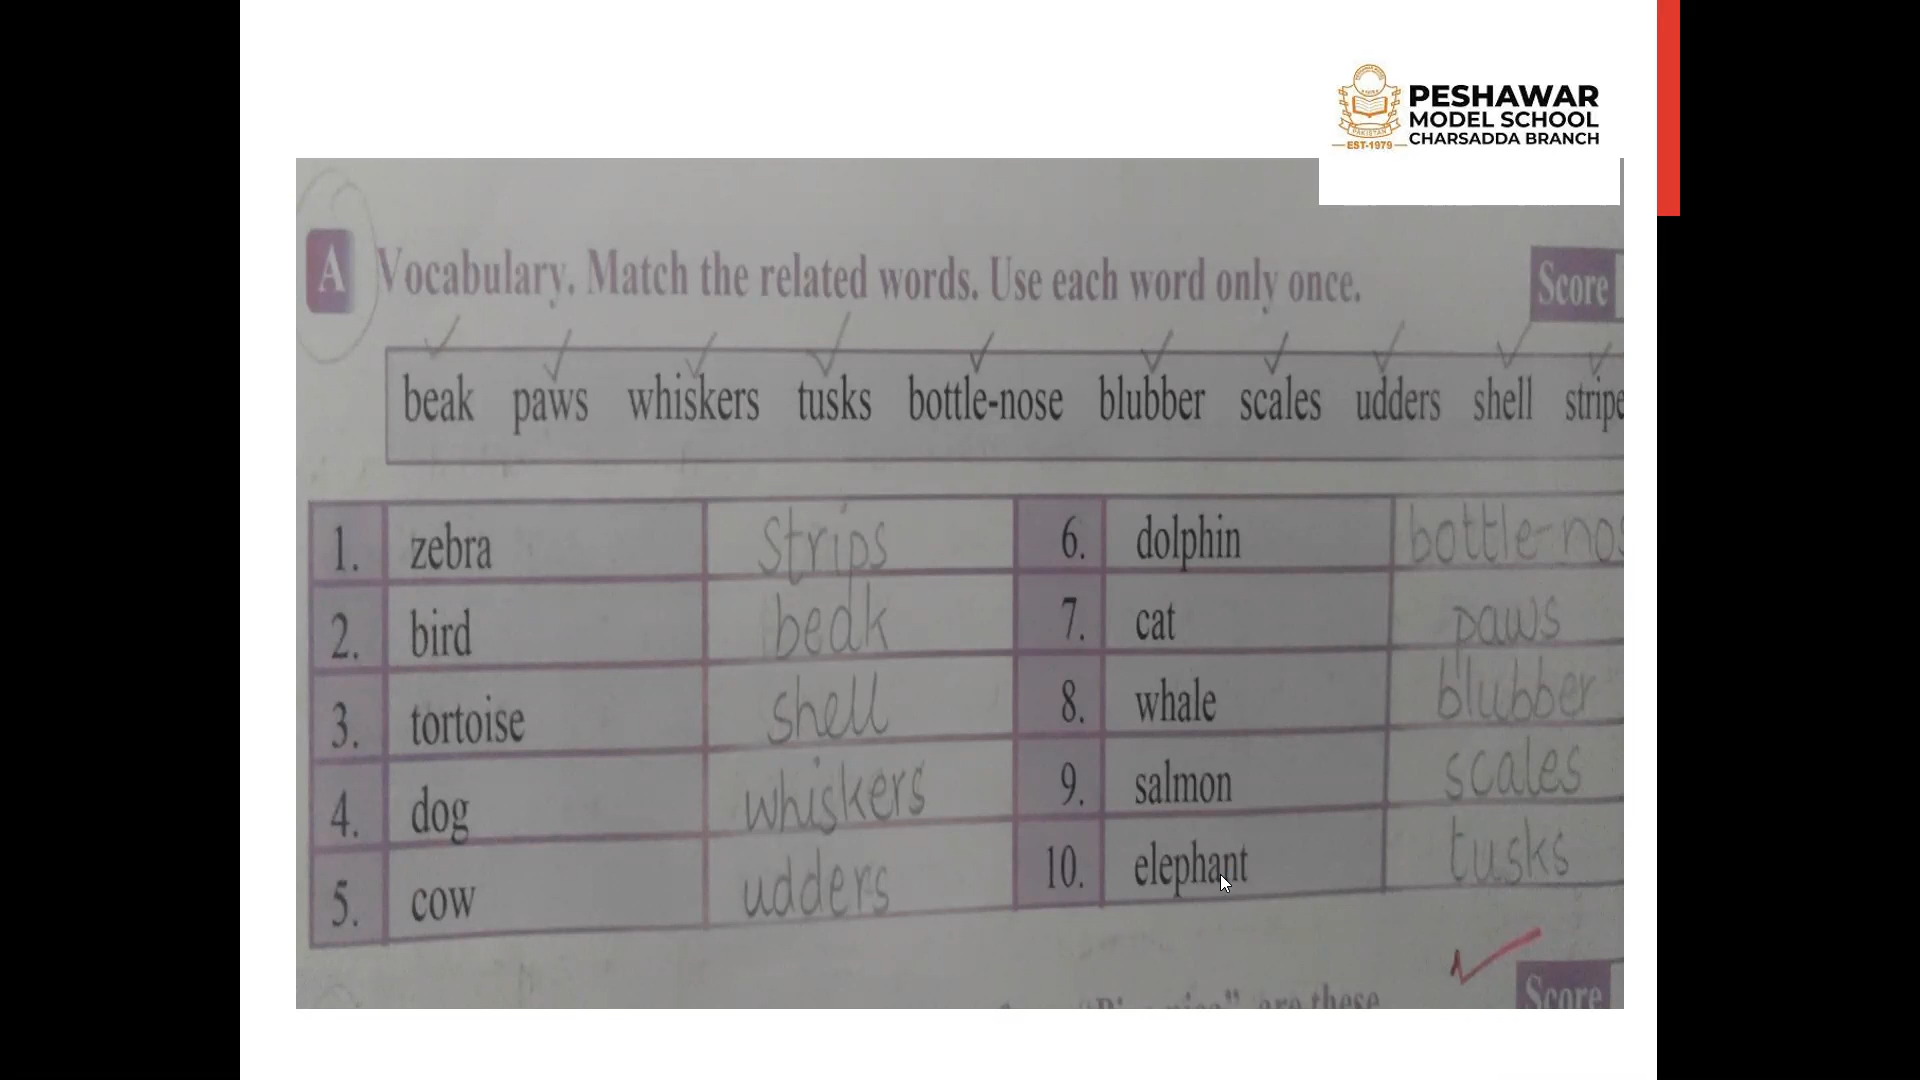 PESHAWAR
MODEL SCHOOL
CHARSADDA BRANCH
EST-1979
PAKISTAN
A Vocabulary. Match the related words. Use each word only once. Score
beak paws whiskers tusks bottle-nose blubber scales udders shell stripe
1. zebra strips 6. dolphin bottle-nos
2. bird beak 7. cat paws
3. tortoise shell 8. whale blubber
4. dog whiskers 9. salmon scales
5. cow udders 10. elephant tusks
are these Score